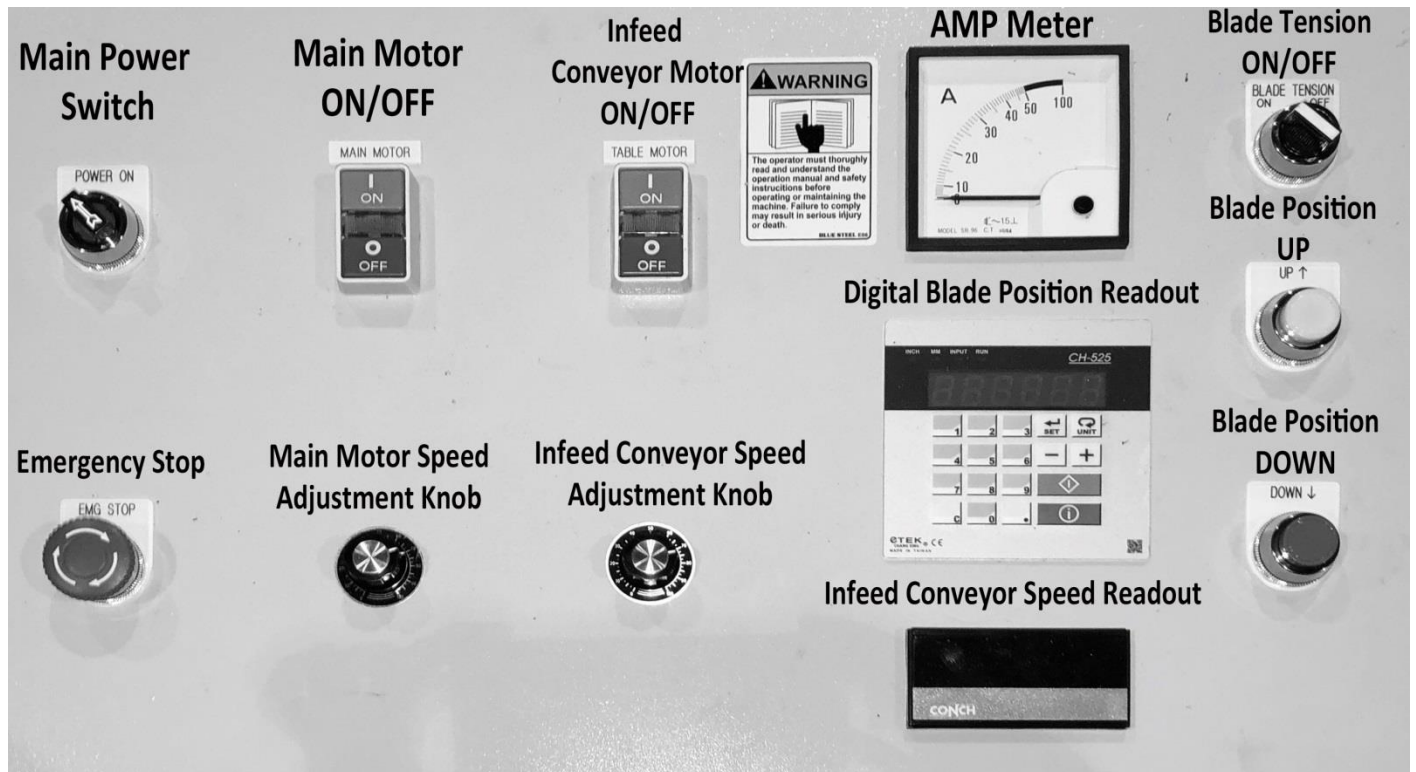 Main Power
Switch
POWER ON
Main Motor
ON/OFF
MAIN MOTOR
ON
OFF
Infeed
Conveyor Motor
ON/OFF
TABLE MOTOR
ON
OFF
WARNING
The operator must thoroughly
read and understand the
operation manual and safety
instructions before
operating or maintaining the
machine. Failure to comply
may result in serious injury
or death.
AMP Meter
A
0
10
20
30
40
50
100
Blade Tension
ON/OFF
BLADE TENSION
ON OFF
Blade Position
UP
UP ↑
Digital Blade Position Readout
INCH MM INPUT RUN
CH-525
1 2 3 SET UNIT
4 5 6 − +
7 8 9
C 0 •
ETEK
MADE IN TAIWAN
Blade Position
DOWN
DOWN ↓
Emergency Stop
EMG STOP
Main Motor Speed
Adjustment Knob
Infeed Conveyor Speed
Adjustment Knob
Infeed Conveyor Speed Readout
CONCH